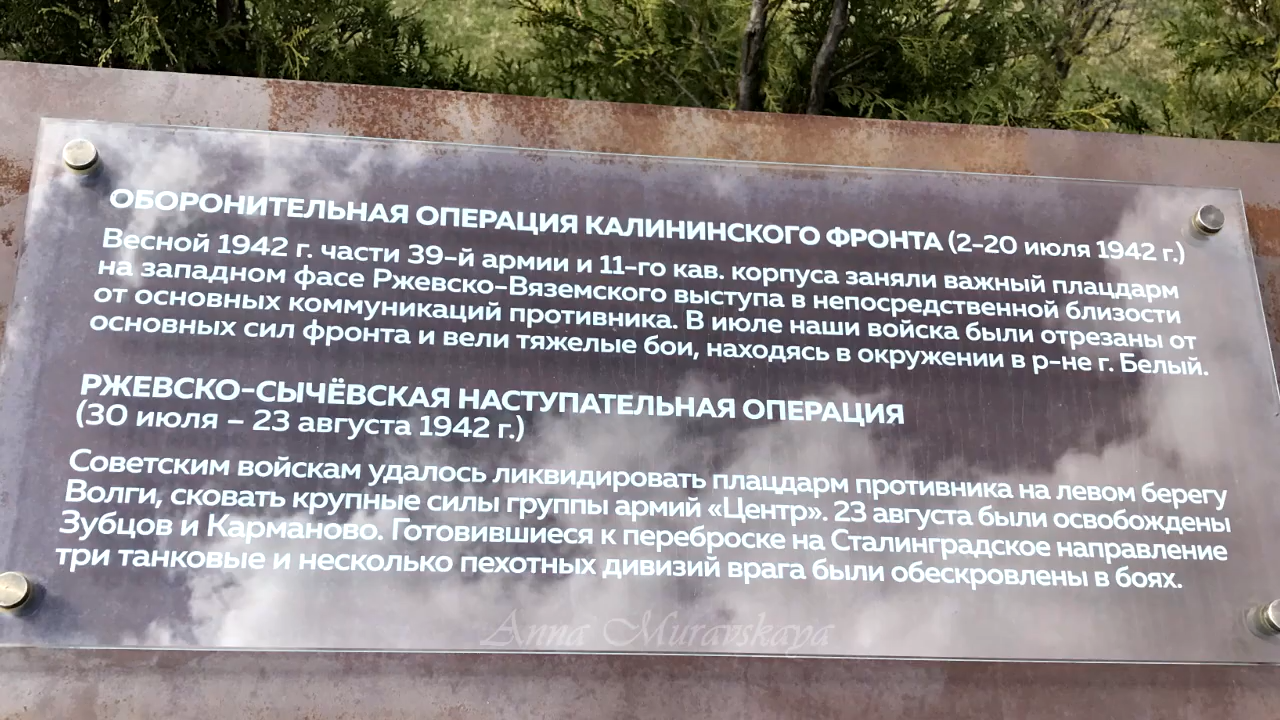 ОБОРОНИТЕЛЬНАЯ ОПЕРАЦИЯ КАЛИНИНСКОГО ФРОНТА (2-20 июля 1942 г.)
Весной 1942 г. части 39-й армии и 11-го кав. корпуса заняли важный плацдарм
на западном фасе Ржевско-Вяземского выступа в непосредственной близости
от основных коммуникаций противника. В июле наши войска были отрезаны от
основных сил фронта и вели тяжелые бои, находясь в окружении в р-не г. Белый.
РЖЕВСКО-СЫЧЁВСКАЯ НАСТУПАТЕЛЬНАЯ ОПЕРАЦИЯ
(30 июля – 23 августа 1942 г.)
Советским войскам удалось ликвидировать плацдарм противника на левом берегу
Волги, сковать крупные силы группы армий «Центр». 23 августа были освобождены
Зубцов и Карманово. Готовившиеся к переброске на Сталинградское направление
три танковые и несколько пехотных дивизий врага были обескровлены в боях.
Anna Muravskaya